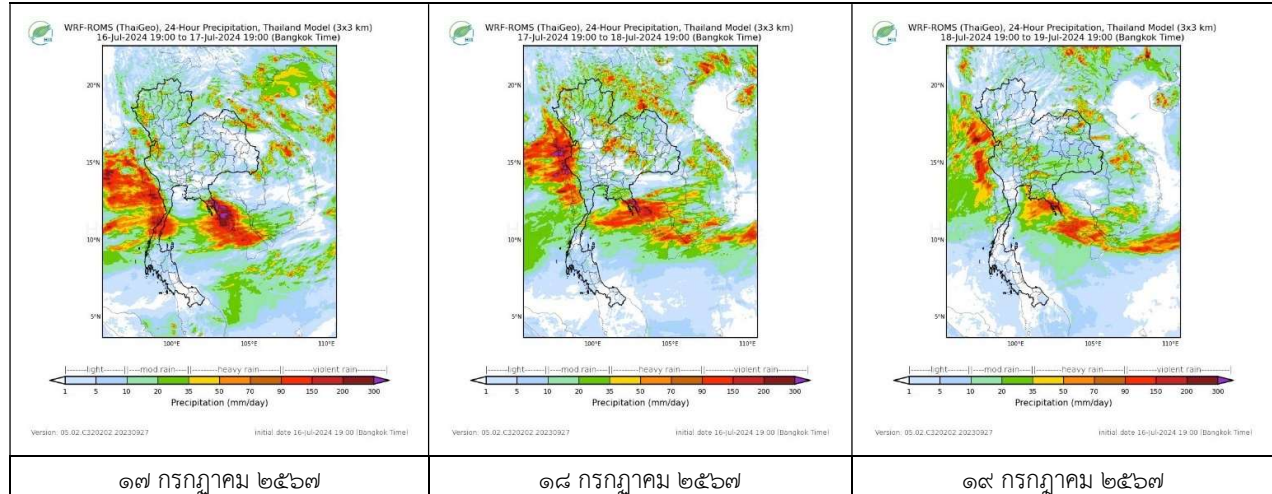 WRF-ROMS (ThaiGeo), 24-Hour Precipitation, Thailand Model (3x3 km)
16-Jul-2024 19:00 to 17-Jul-2024 19:00 (Bangkok Time)
20°N
15°N
10°N
5°N
100°E 105°E 110°E
light mod rain heavy rain violent rain
1 5 10 20 35 50 70 90 150 200 300
Precipitation (mm/day)
Version: 05.02.C320202.20230927 initial date 16-Jul-2024 19:00 (Bangkok Time)
๑๗ กรกฎาคม ๒๕๖๗
WRF-ROMS (ThaiGeo), 24-Hour Precipitation, Thailand Model (3x3 km)
17-Jul-2024 19:00 to 18-Jul-2024 19:00 (Bangkok Time)
20°N
15°N
10°N
5°N
100°E 105°E 110°E
light mod rain heavy rain violent rain
1 5 10 20 35 50 70 90 150 200 300
Precipitation (mm/day)
Version: 05.02.C320202.20230927 initial date 16-Jul-2024 19:00 (Bangkok Time)
๑๘ กรกฎาคม ๒๕๖๗
WRF-ROMS (ThaiGeo), 24-Hour Precipitation, Thailand Model (3x3 km)
18-Jul-2024 19:00 to 19-Jul-2024 19:00 (Bangkok Time)
20°N
15°N
10°N
5°N
100°E 105°E 110°E
light mod rain heavy rain violent rain
1 5 10 20 35 50 70 90 150 200 300
Precipitation (mm/day)
Version: 05.02.C320202.20230927 initial date 16-Jul-2024 19:00 (Bangkok Time)
๑๙ กรกฎาคม ๒๕๖๗